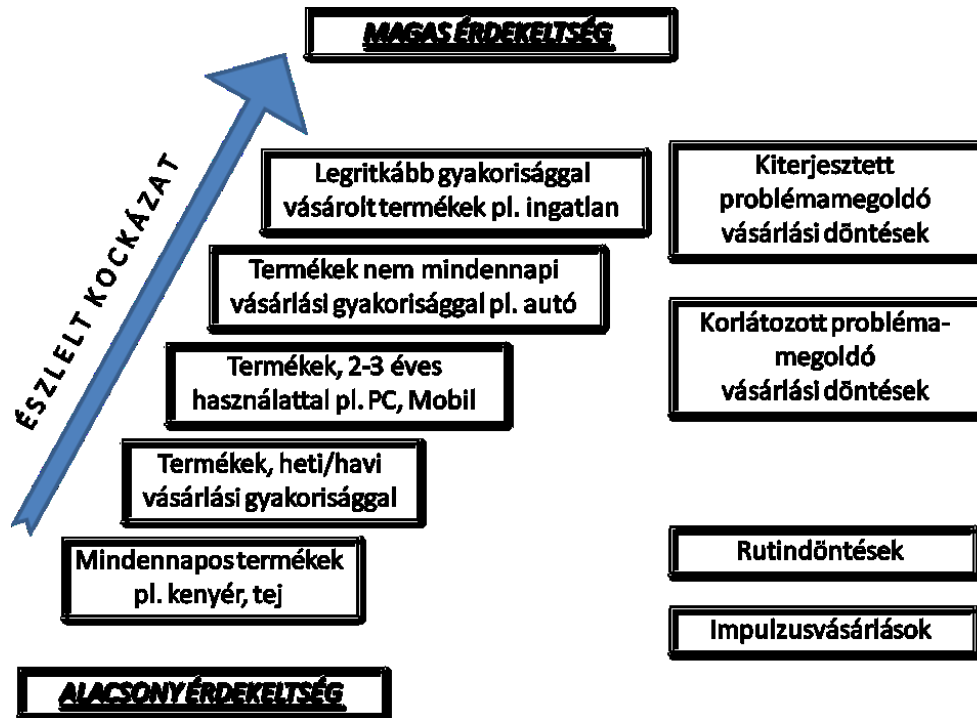 MAGAS ÉRDEKELTSÉG
ÉSZLELT KOCKÁZAT
Legritkább gyakorisággal
vásárolt termékek pl. ingatlan
Termékek nem mindennapi
vásárlási gyakorisággal pl. autó
Termékek, 2-3 éves
használattal pl. PC, Mobil
Termékek, heti/havi
vásárlási gyakorisággal
Mindennapos termékek
pl. kenyér, tej
ALACSONY ÉRDEKELTSÉG
Kiterjesztett
problémamegoldó
vásárlási döntések
Korlátozott probléma-
megoldó
vásárlási döntések
Rutindöntések
Impulzusvásárlások